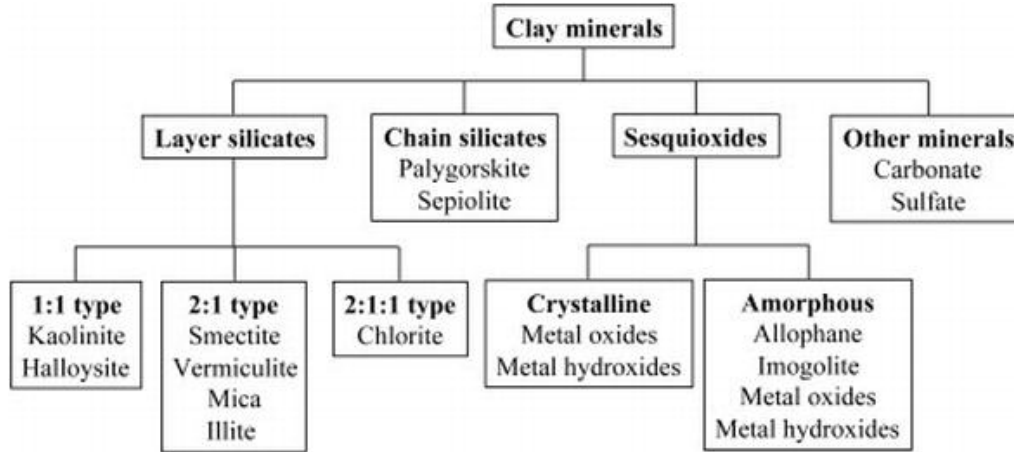 Clay minerals
Layer silicates
Chain silicates
Palygorskite
Sepiolite
Sesquioxides
Other minerals
Carbonate
Sulfate
1:1 type
Kaolinite
Halloysite
2:1 type
Smectite
Vermiculite
Mica
Illite
2:1:1 type
Chlorite
Crystalline
Metal oxides
Metal hydroxides
Amorphous
Allophane
Imogolite
Metal oxides
Metal hydroxides